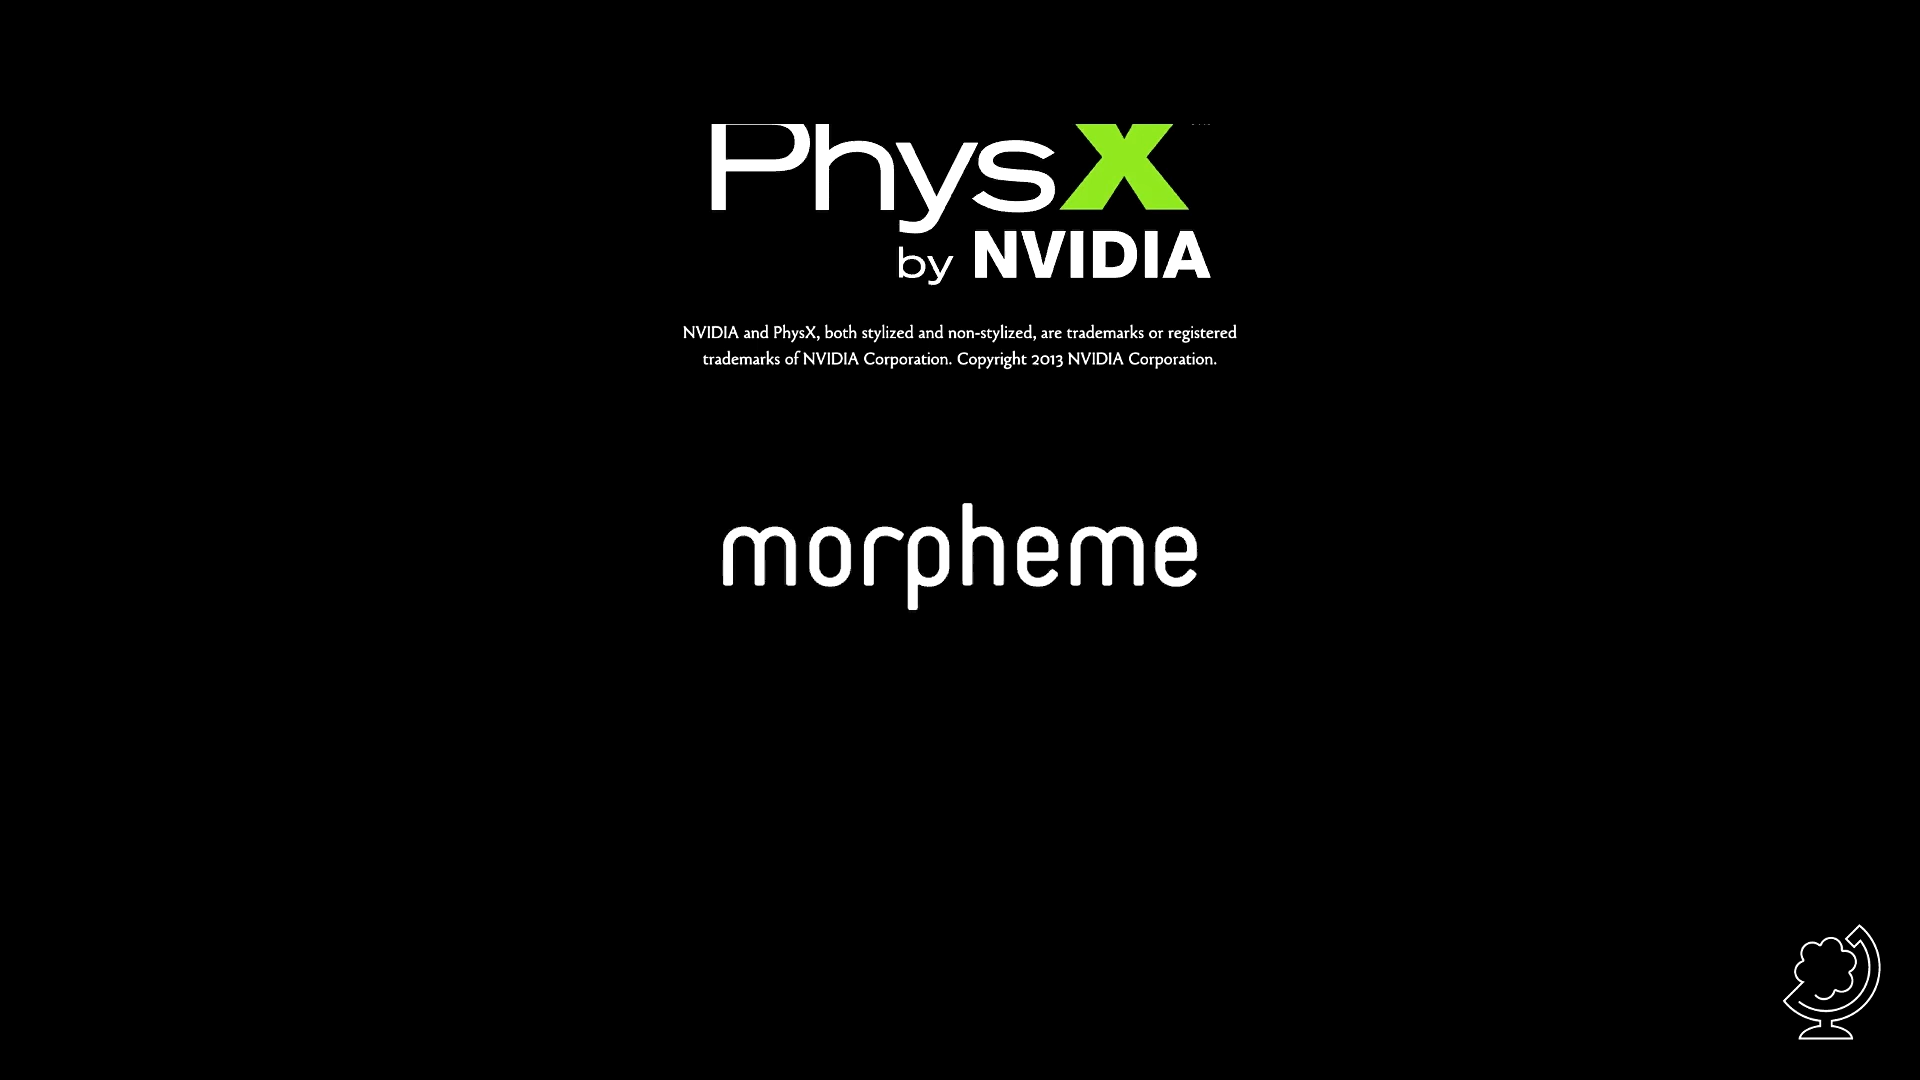 PhysX
by NVIDIA
NVIDIA and PhysX, both stylized and non-stylized, are trademarks or registered
trademarks of NVIDIA Corporation. Copyright 2013 NVIDIA Corporation.
morpheme